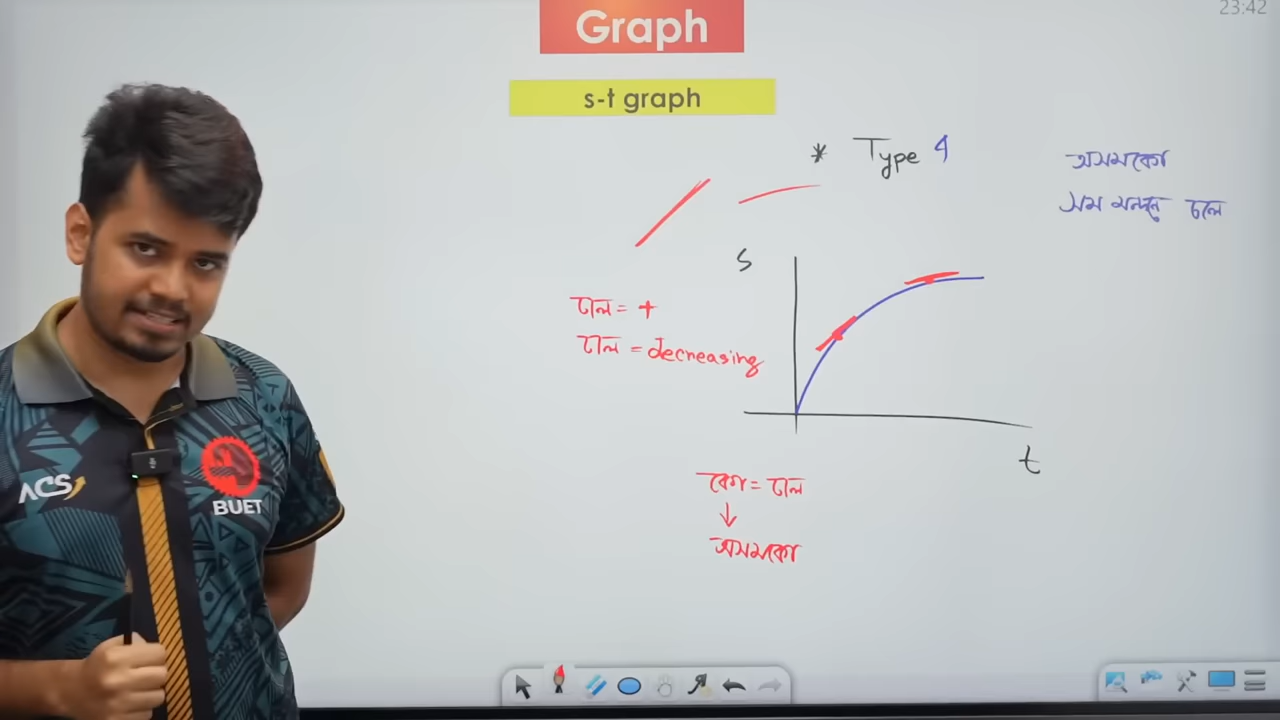 23:42
Graph
s-t graph
* Type 4
অসমবেগ
সম মন্দনে চলে
s
ঢাল = +
ঢাল = decreasing
t
বেগ = ঢাল
↓
অসমবেগ
ACS
BUET